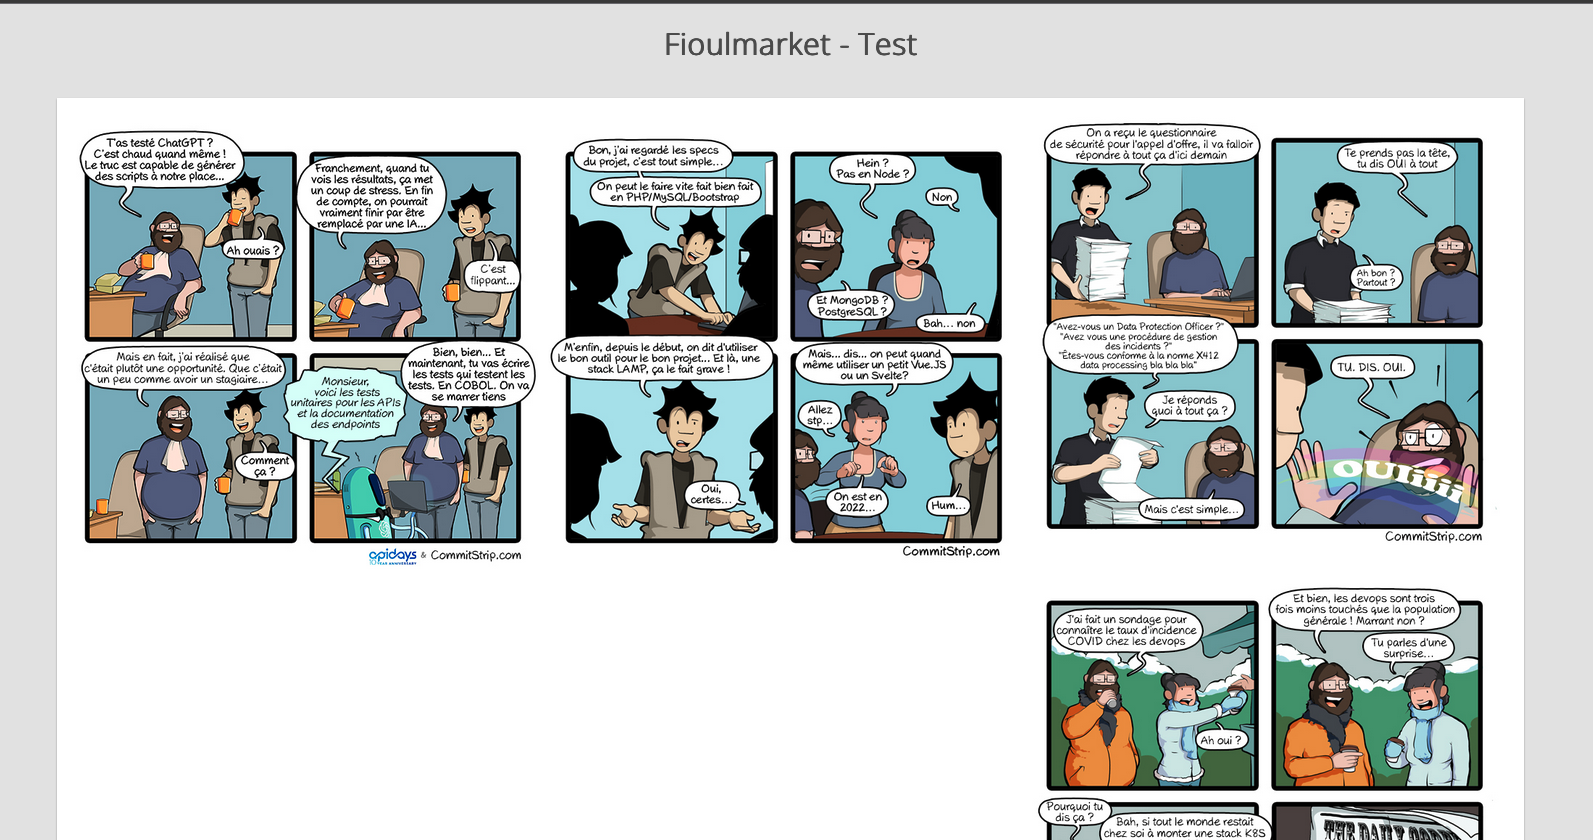 Fioulmarket - Test
T'as testé ChatGPT ?
C'est chaud quand même !
Le truc est capable de générer
des scripts à notre place...
Ah ouais ?
Franchement, quand tu
vois les résultats, ça met
un coup de stress. En fin
de compte, on pourrait
vraiment finir par être
remplacé par une IA...
C'est
flippant...
Mais en fait, j'ai réalisé que
c'était plutôt une opportunité. Que c'était
un peu comme avoir un stagiaire...
Comment
ça ?
Monsieur,
voici les tests
unitaires pour les APIs
et la documentation
des endpoints
Bien, bien... Et
maintenant, tu vas écrire
les tests qui testent les
tests. En COBOL. On va
se marrer tiens
apidays & CommitStrip.com
10 YEAR ANNIVERSARY
Bon, j'ai regardé les specs
du projet, c'est tout simple...
On peut le faire vite fait bien fait
en PHP/MySQL/Bootstrap
Hein ?
Pas en Node ?
Non
Et MongoDB ?
PostgreSQL ?
Bah... non
M'enfin, depuis le début, on dit d'utiliser
le bon outil pour le bon projet... Et là, une
stack LAMP, ça le fait grave !
Oui,
certes...
Mais... dis... on peut quand
même utiliser un petit Vue.JS
ou un Svelte?
Allez
stp...
On est en
2022...
Hum...
CommitStrip.com
On a reçu le questionnaire
de sécurité pour l'appel d'offre, il va falloir
répondre à tout ça d'ici demain
Te prends pas la tête,
tu dis OUI à tout
Ah bon ?
Partout ?
"Avez-vous un Data Protection Officer ?"
"Avez vous une procédure de gestion
des incidents ?"
"Êtes-vous conforme à la norme X412
data processing bla bla bla"
Je réponds
quoi à tout ça ?
Mais c'est simple...
TU. DIS. OUI.
OUIiiii
CommitStrip.com
J'ai fait un sondage pour
connaître le taux d'incidence
COVID chez les devops
Ah oui ?
Et bien, les devops sont trois
fois moins touchés que la population
générale ! Marrant non ?
Tu parles d'une
surprise...
Pourquoi tu
dis ça ?
Bah, si tout le monde restait
chez soi à monter une stack K8S
THE DAILY